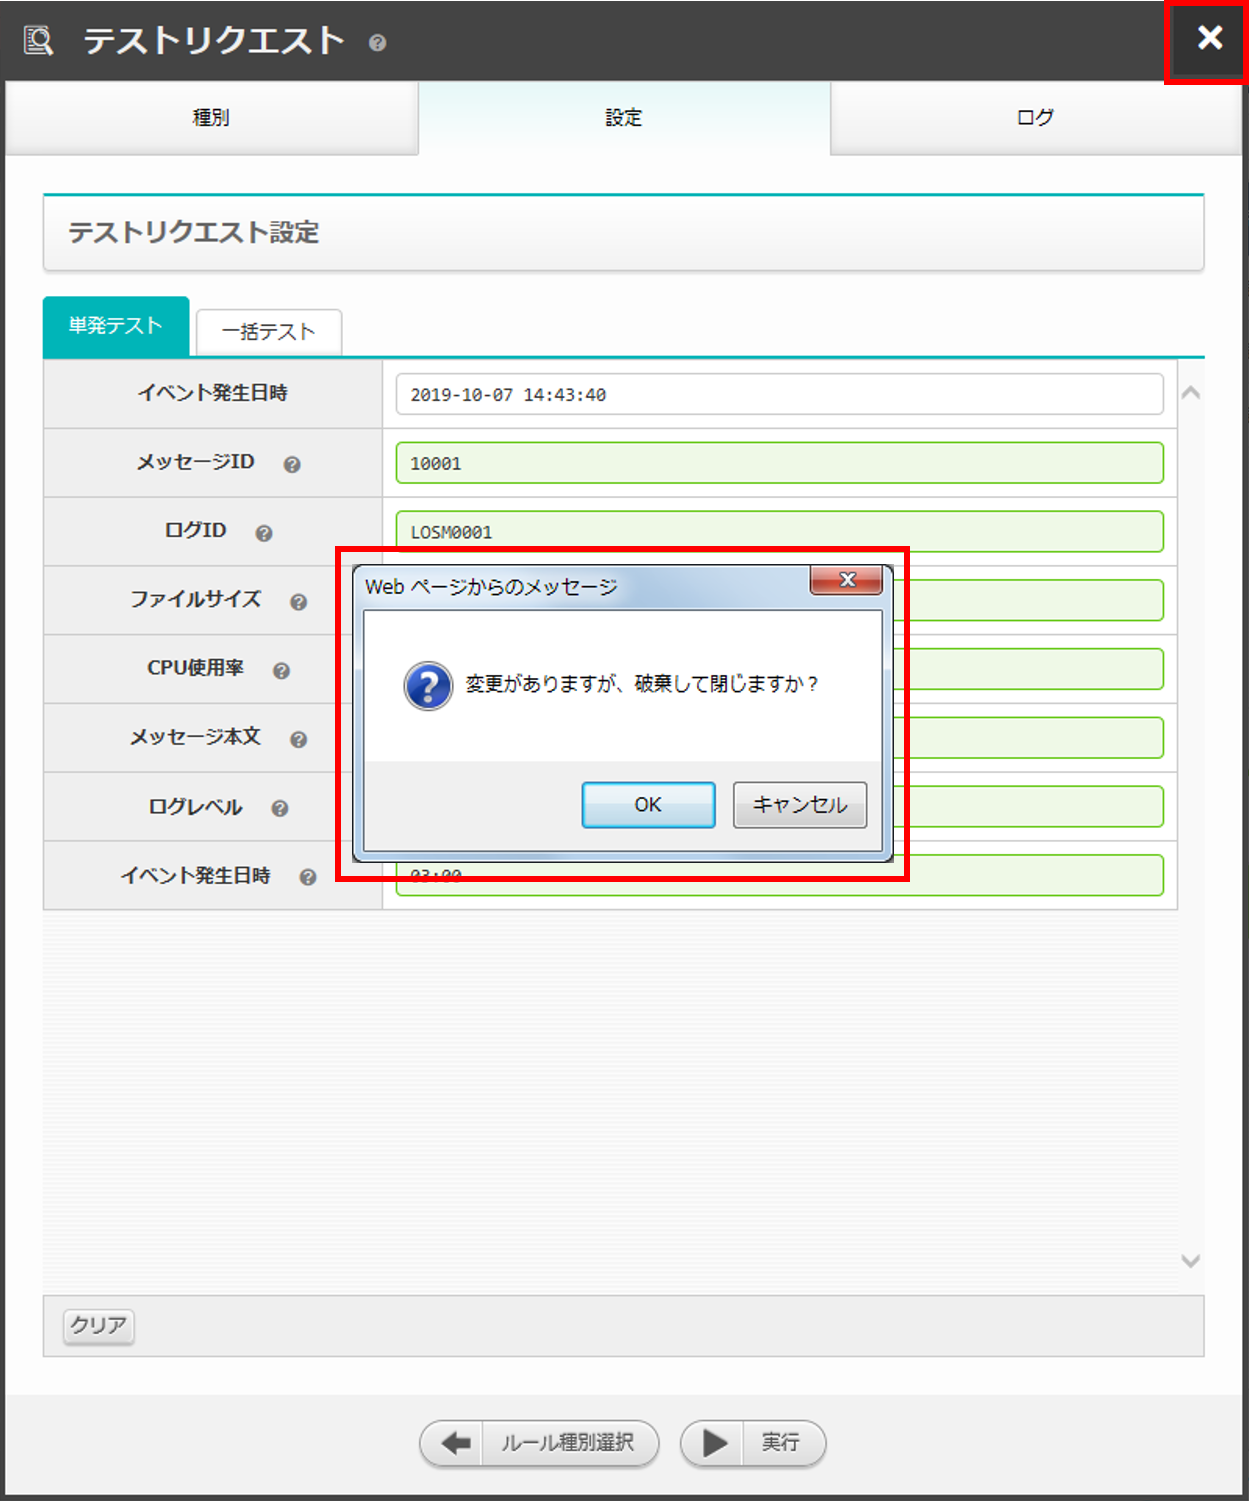 テストリクエスト
種別
設定
ログ
テストリクエスト設定
単発テスト
一括テスト
イベント発生日時
2019-10-07 14:43:40
メッセージID
10001
ログID
LOSM0001
ファイルサイズ
CPU使用率
メッセージ本文
ログレベル
イベント発生日時
03:00
Web ページからのメッセージ
変更がありますが、破棄して閉じますか？
OK
キャンセル
クリア
ルール種別選択
実行